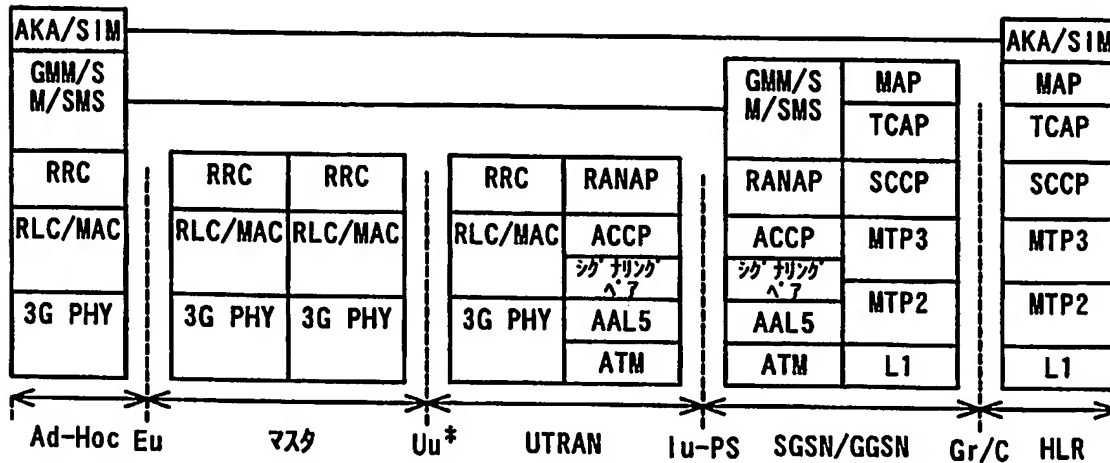 AKA/SIM
GMM/S
M/SMS
RRC
RLC/MAC
3G PHY
RRC
RLC/MAC
3G PHY
RRC
RLC/MAC
3G PHY
RRC
RLC/MAC
3G PHY
RANAP
ACCP
シグナリング
ベア
AAL5
ATM
GMM/S
M/SMS
RANAP
ACCP
シグナリング
ベア
AAL5
ATM
MAP
TCAP
SCCP
MTP3
MTP2
L1
AKA/SIM
MAP
TCAP
SCCP
MTP3
MTP2
L1
Ad-Hoc
Eu
マスタ
Uu*
UTRAN
Iu-PS
SGSN/GGSN
Gr/C
HLR